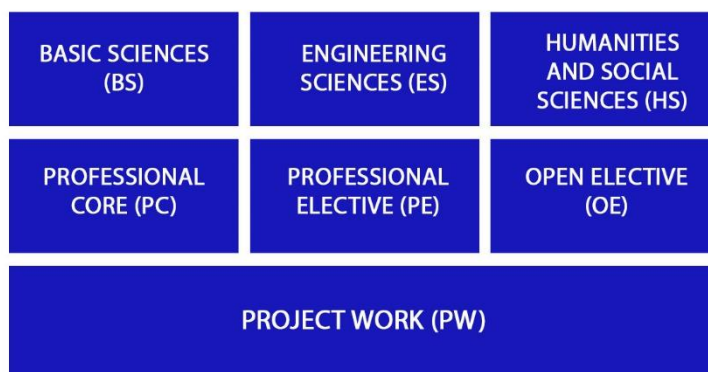 BASIC SCIENCES
(BS)
ENGINEERING
SCIENCES (ES)
HUMANITIES
AND SOCIAL
SCIENCES (HS)
PROFESSIONAL
CORE (PC)
PROFESSIONAL
ELECTIVE (PE)
OPEN ELECTIVE
(OE)
PROJECT WORK (PW)